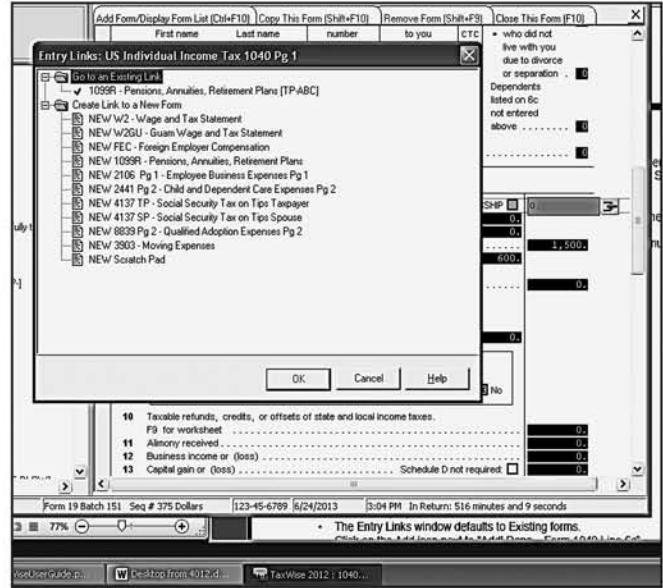 Add Form/Display Form List (Ctrl+F10) Copy This Form (Shift+F10) Remove Form (Shift+F9) Close This Form (F10)
First name Last name number to you CTC
• who did not
live with you
due to divorce
or separation . 0
Dependents
listed on 6c
not entered
above ........ 0
0
Entry Links: US Individual Income Tax 1040 Pg 1
Go to an Existing Link
1099R - Pensions, Annuities, Retirement Plans [TP-ABC]
Create Link to a New Form
NEW W2 - Wage and Tax Statement
NEW W2GU - Guam Wage and Tax Statement
NEW FEC - Foreign Employer Compensation
NEW 1099R - Pensions, Annuities, Retirement Plans
NEW 2106 Pg 1 - Employee Business Expenses Pg 1
NEW 2441 Pg 2 - Child and Dependent Care Expenses Pg 2
NEW 4137 TP - Social Security Tax on Tips Taxpayer
NEW 4137 SP - Social Security Tax on Tips Spouse
NEW 8839 Pg 2 - Qualified Adoption Expenses Pg 2
NEW 3903 - Moving Expenses
NEW Scratch Pad
OK Cancel Help
SHIP 0
0.
0.
1,500.
600.
0.
0.
No
10 Taxable refunds, credits, or offsets of state and local income taxes.
F9 for worksheet 0.
11 Alimony received 0.
12 Business income or (loss) 0.
13 Capital gain or (loss) Schedule D not required: 0.
Form 19 Batch 151 Seq # 375 Dollars 123-45-6789 6/24/2013 3:04 PM In Return: 516 minutes and 9 seconds
77%
• The Entry Links window defaults to Existing forms.
WiseUserGuide.p... Desktop from 4012.d... TaxWise 2012 : 1040...